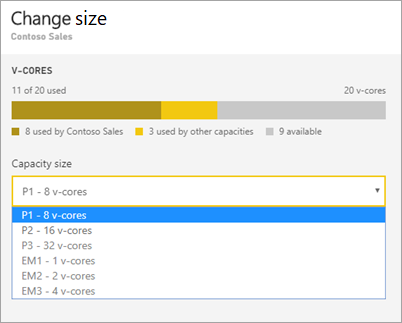 Change size
Contoso Sales
V-CORES
11 of 20 used 20 v-cores
8 used by Contoso Sales 3 used by other capacities 9 available
Capacity size
P1 - 8 v-cores
P1 - 8 v-cores
P2 - 16 v-cores
P3 - 32 v-cores
EM1 - 1 v-cores
EM2 - 2 v-cores
EM3 - 4 v-cores